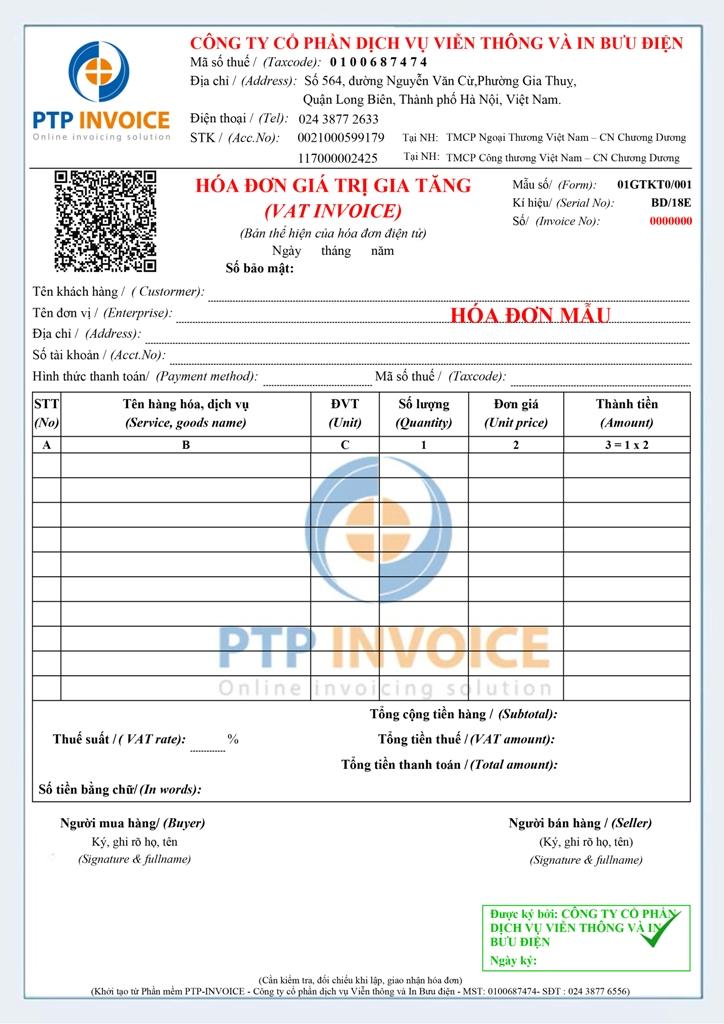 CÔNG TY CỔ PHẦN DỊCH VỤ VIỄN THÔNG VÀ IN BƯU ĐIỆN
Mã số thuế / (Taxcode): 0 1 0 0 6 8 7 4 7 4
Địa chỉ / (Address): Số 564, đường Nguyễn Văn Cừ,Phường Gia Thuỵ,
Quận Long Biên, Thành phố Hà Nội, Việt Nam.
PTP INVOICE
Online invoicing solution
Điện thoại / (Tel): 024 3877 2633
STK / (Acc.No): 0021000599179 Tại NH: TMCP Ngoại Thương Việt Nam – CN Chương Dương
117000002425 Tại NH: TMCP Công thương Việt Nam – CN Chương Dương
HÓA ĐƠN GIÁ TRỊ GIA TĂNG
(VAT INVOICE)
(Bản thể hiện của hóa đơn điện tử)
Ngày tháng năm
Số bảo mật:
Mẫu số/ (Form): 01GTKT0/001
Kí hiệu/ (Serial No): BD/18E
Số/ (Invoice No): 0000000
Tên khách hàng / ( Custormer):
Tên đơn vị / (Enterprise):
HÓA ĐƠN MẪU
Địa chỉ / (Address):
Số tài khoản / (Acct.No):
Hình thức thanh toán/ (Payment method): Mã số thuế / (Taxcode):
STT Tên hàng hóa, dịch vụ ĐVT Số lượng Đơn giá Thành tiền
(No) (Service, goods name) (Unit) (Quantity) (Unit price) (Amount)
A B C 1 2 3 = 1 x 2
PTP INVOICE
Online invoicing solution
Tổng cộng tiền hàng / (Subtotal):
Thuế suất / ( VAT rate): % Tổng tiền thuế / (VAT amount):
Tổng tiền thanh toán / (Total amount):
Số tiền bằng chữ/ (In words):
Người mua hàng/ (Buyer) Người bán hàng / (Seller)
Ký, ghi rõ họ, tên (Ký, ghi rõ họ, tên)
(Signature & fullname) (Signature & fullname)
Được ký bởi: CÔNG TY CỔ PHẦN
DỊCH VỤ VIỄN THÔNG VÀ IN
BƯU ĐIỆN
Ngày ký:
(Cần kiểm tra, đối chiếu khi lập, giao nhận hóa đơn)
(Khởi tạo từ Phần mềm PTP-INVOICE - Công ty cổ phần dịch vụ Viễn thông và In Bưu điện - MST: 0100687474- SĐT : 024 3877 6556)